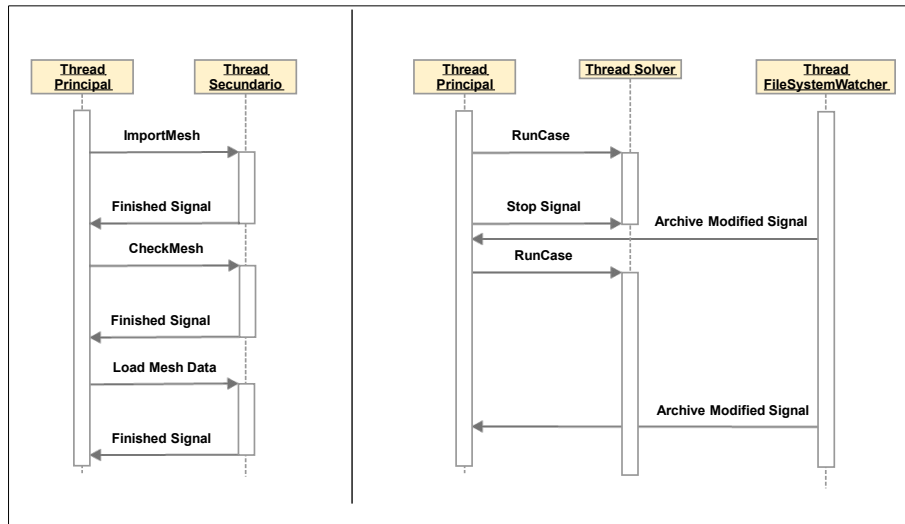 Thread
Principal
Thread
Secundario
ImportMesh
Finished Signal
CheckMesh
Finished Signal
Load Mesh Data
Finished Signal
Thread
Principal
Thread Solver
Thread
FileSystemWatcher
RunCase
Stop Signal
Archive Modified Signal
RunCase
Archive Modified Signal